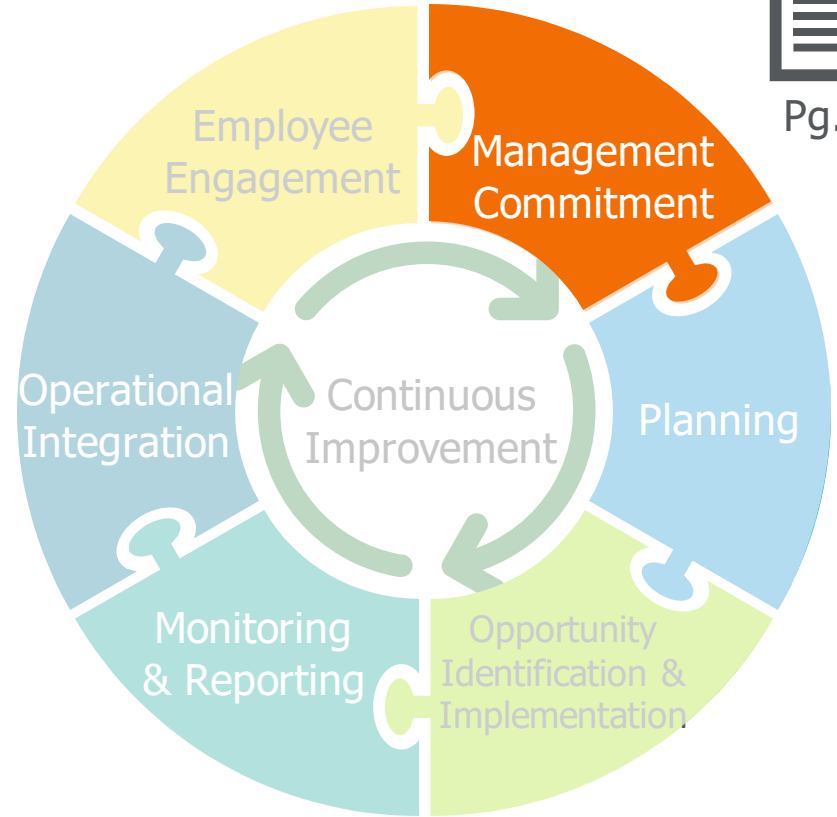 Pg.
Employee
Engagement
Management
Commitment
Operational
Integration
Continuous
Improvement
Planning
Monitoring
& Reporting
Opportunity
Identification &
Implementation